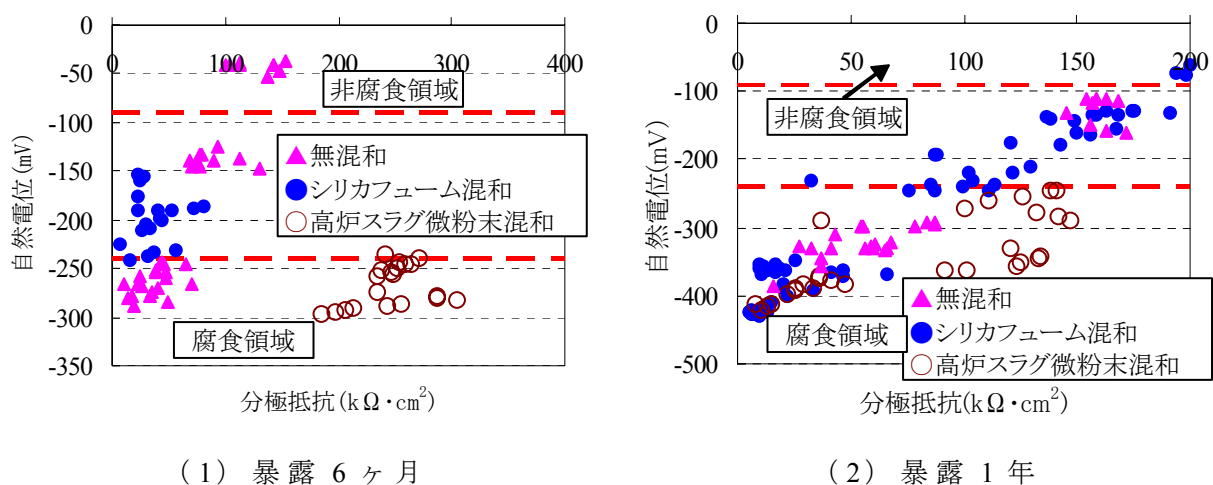 0
-50
-100
-150
-200
-250
-300
-350
0
100
200
300
400
自然電位(mV)
非腐食領域
無混和
シリカフューム混和
高炉スラグ微粉末混和
腐食領域
分極抵抗(kΩ・cm²)
(1) 暴露 6ヶ月
0
-100
-200
-300
-400
-500
0
50
100
150
200
自然電位(mV)
非腐食領域
腐食領域
無混和
シリカフューム混和
高炉スラグ微粉末混和
分極抵抗(kΩ・cm²)
(2) 暴露 1年